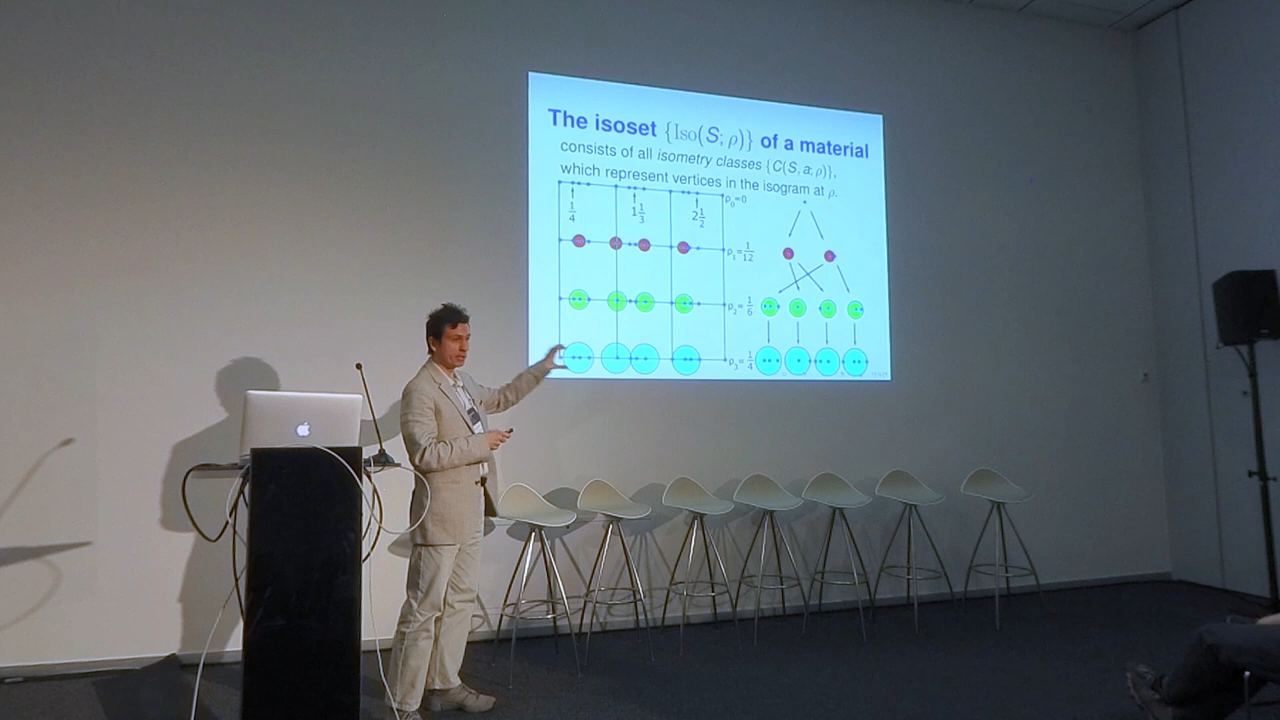 The isoset {Iso(S; ρ)} of a material
consists of all isometry classes {C(S, a; ρ)},
which represent vertices in the isogram at ρ.
1/4
1 1/3
2 1/2
ρ₀=0
ρ₁= 1/12
ρ₂= 1/6
ρ₃= 1/4